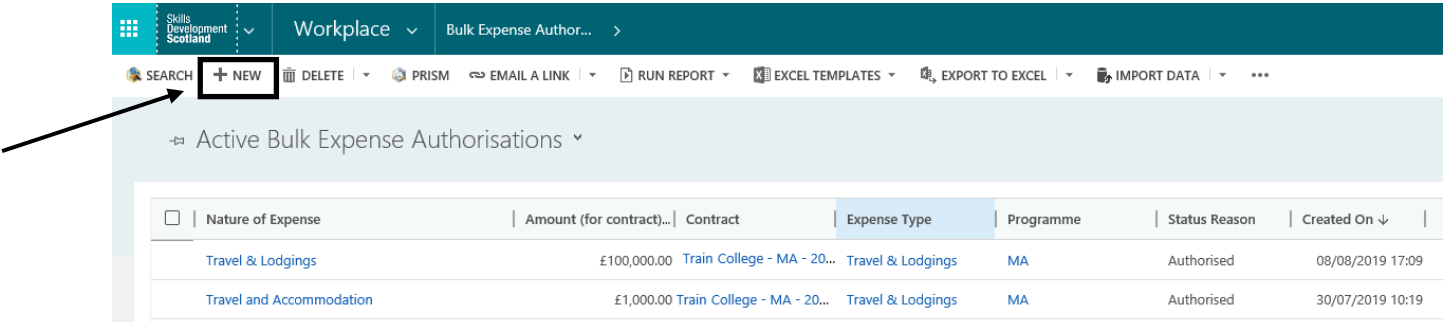 Skills
Development
Scotland
Workplace
Bulk Expense Author...
SEARCH NEW DELETE PRISM EMAIL A LINK RUN REPORT EXCEL TEMPLATES EXPORT TO EXCEL IMPORT DATA ...
Active Bulk Expense Authorisations
Nature of Expense Amount (for contract)... Contract Expense Type Programme Status Reason Created On
Travel & Lodgings £100,000.00 Train College - MA - 20... Travel & Lodgings MA Authorised 08/08/2019 17:09
Travel and Accommodation £1,000.00 Train College - MA - 20... Travel & Lodgings MA Authorised 30/07/2019 10:19